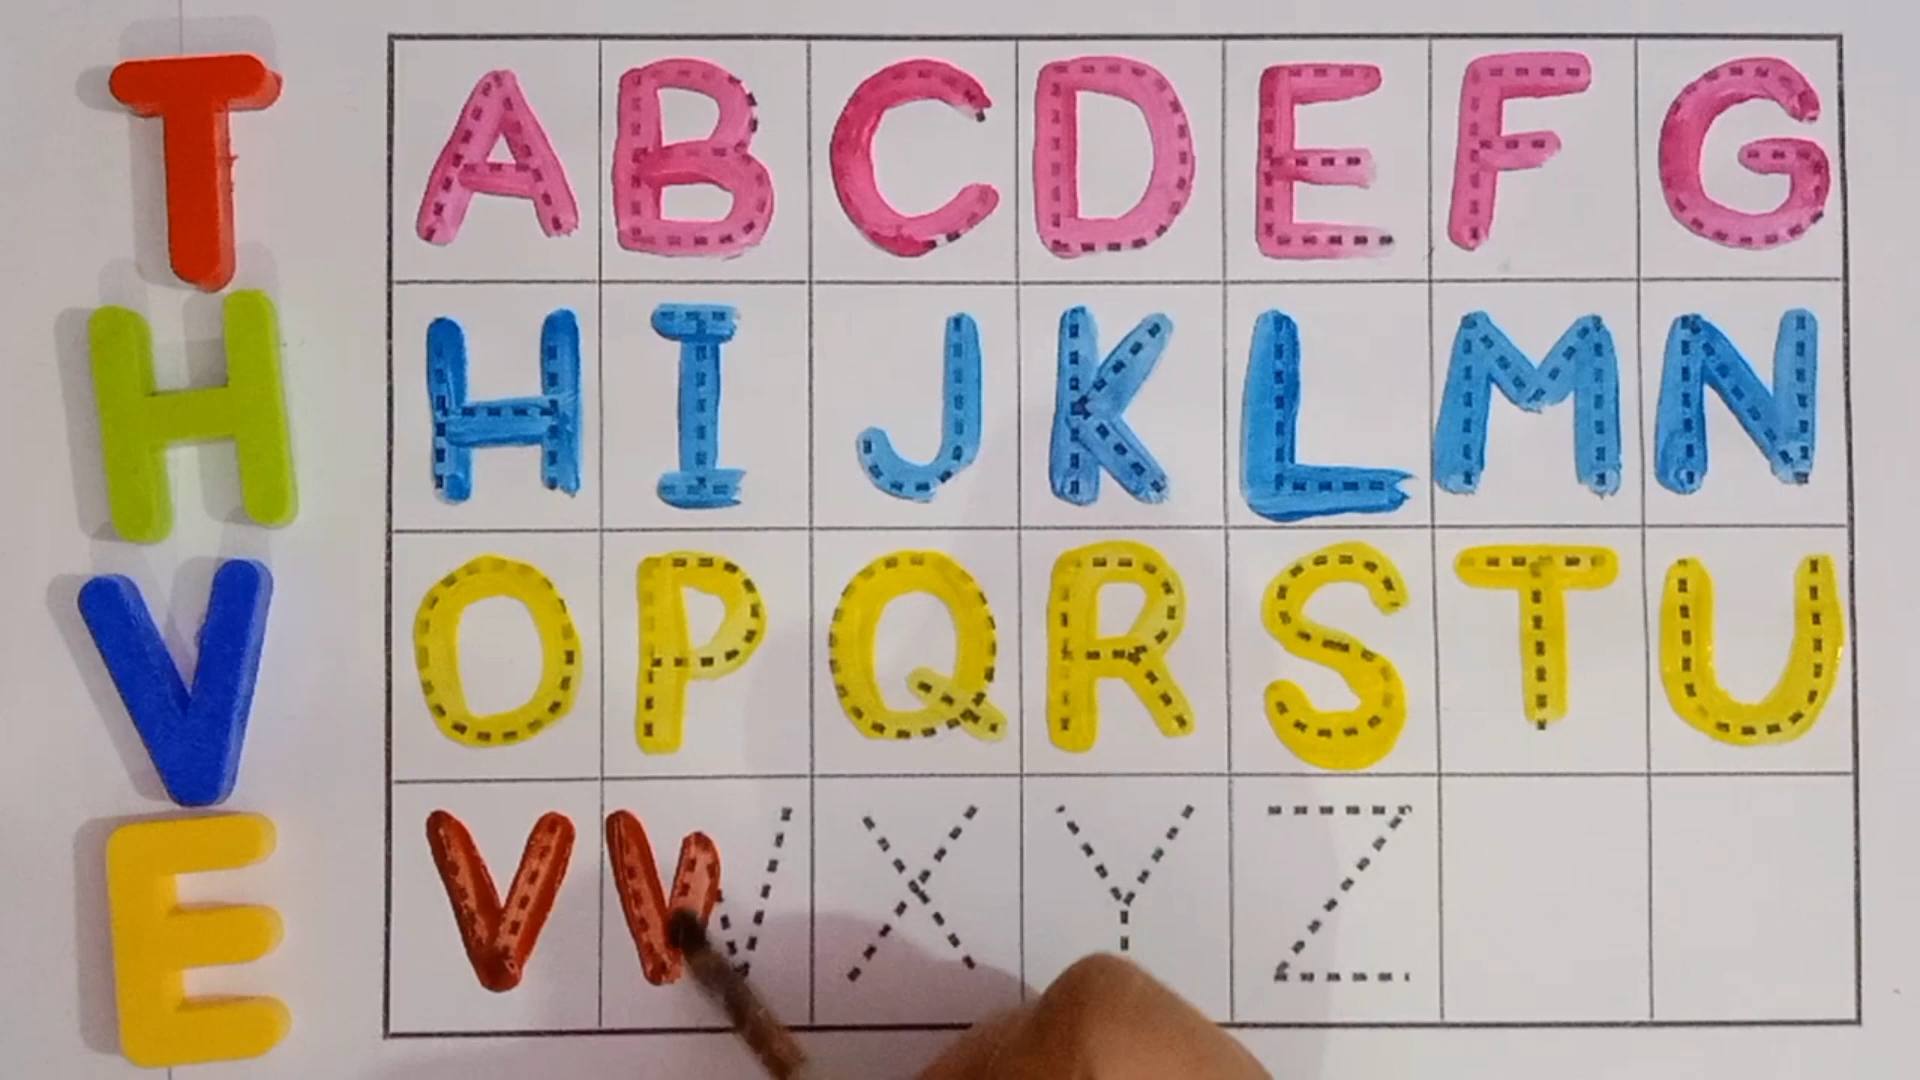 T
H
V
E
A B C D E F G
H I J K L M N
O P Q R S T U
V W X Y Z